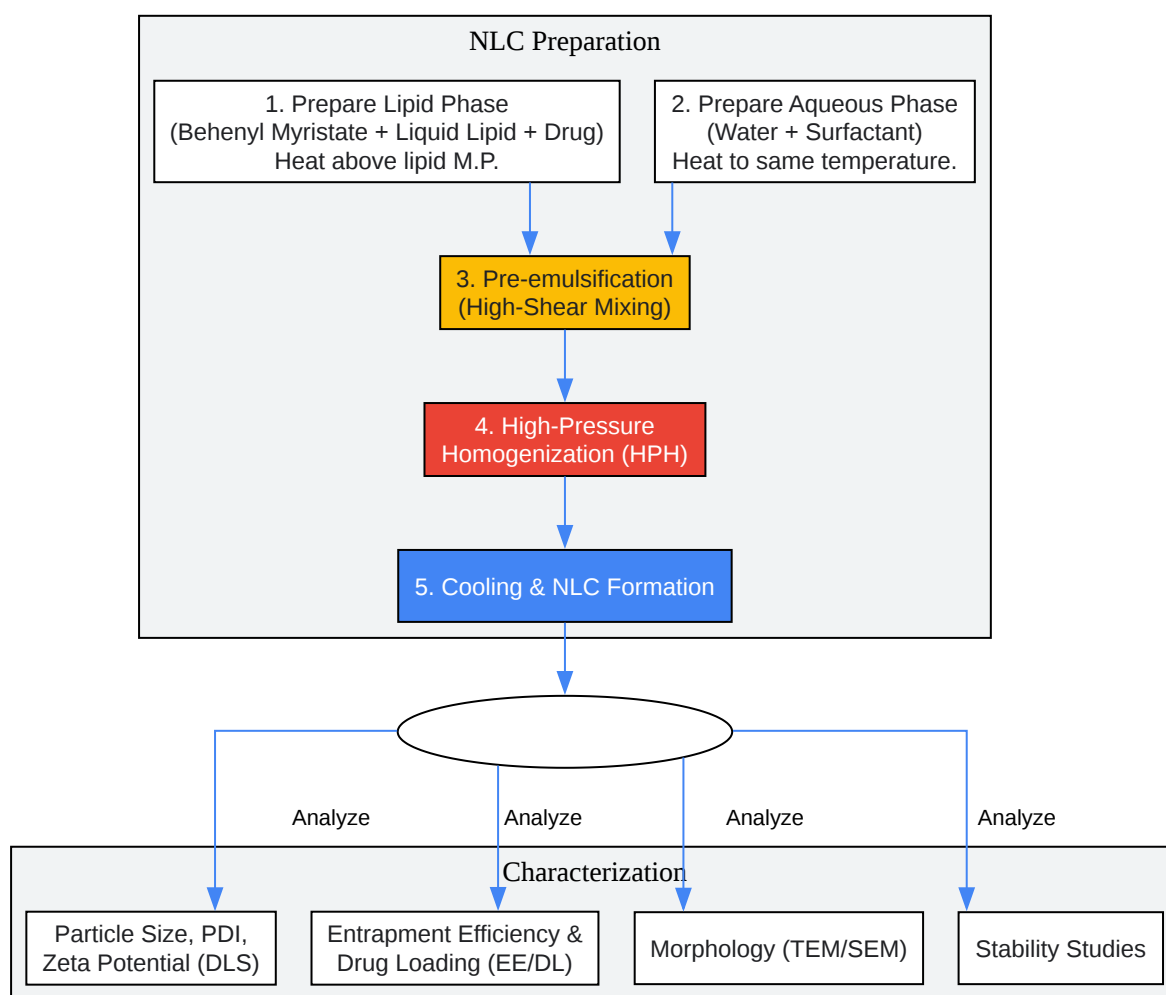 NLC Preparation
1. Prepare Lipid Phase
(Behenyl Myristate + Liquid Lipid + Drug)
Heat above lipid M.P.
2. Prepare Aqueous Phase
(Water + Surfactant)
Heat to same temperature.
3. Pre-emulsification
(High-Shear Mixing)
4. High-Pressure
Homogenization (HPH)
5. Cooling & NLC Formation
Analyze
Analyze
Analyze
Analyze
Characterization
Particle Size, PDI,
Zeta Potential (DLS)
Entrapment Efficiency &
Drug Loading (EE/DL)
Morphology (TEM/SEM)
Stability Studies